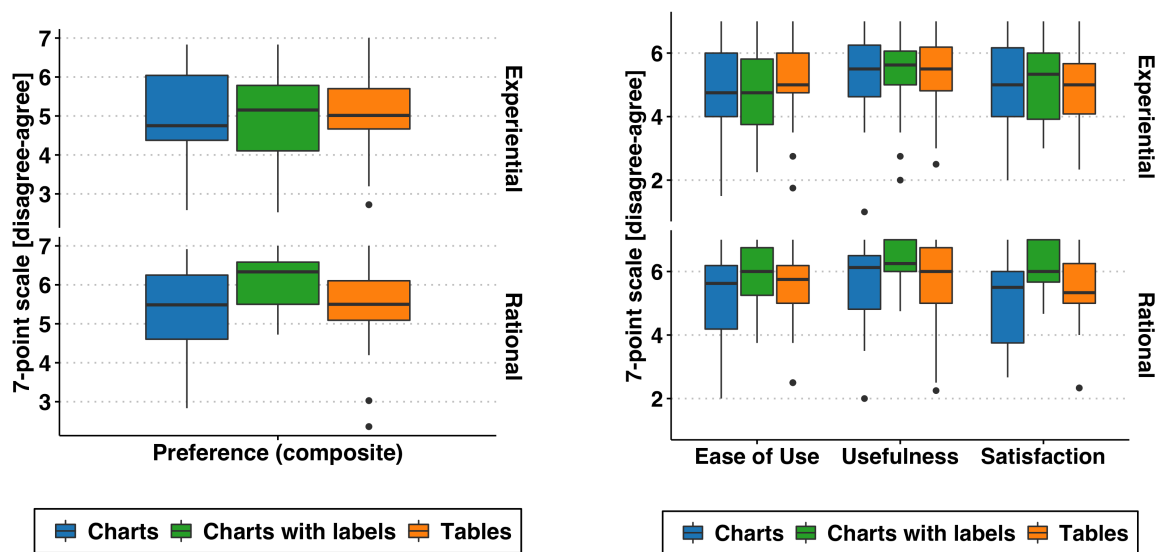 7-point scale [disagree-agree]
7
6
5
4
3
Experiential
7
6
5
4
3
Rational
Preference (composite)
Charts Charts with labels Tables
7-point scale [disagree-agree]
6
4
2
Experiential
6
4
2
Rational
Ease of Use Usefulness Satisfaction
Charts Charts with labels Tables